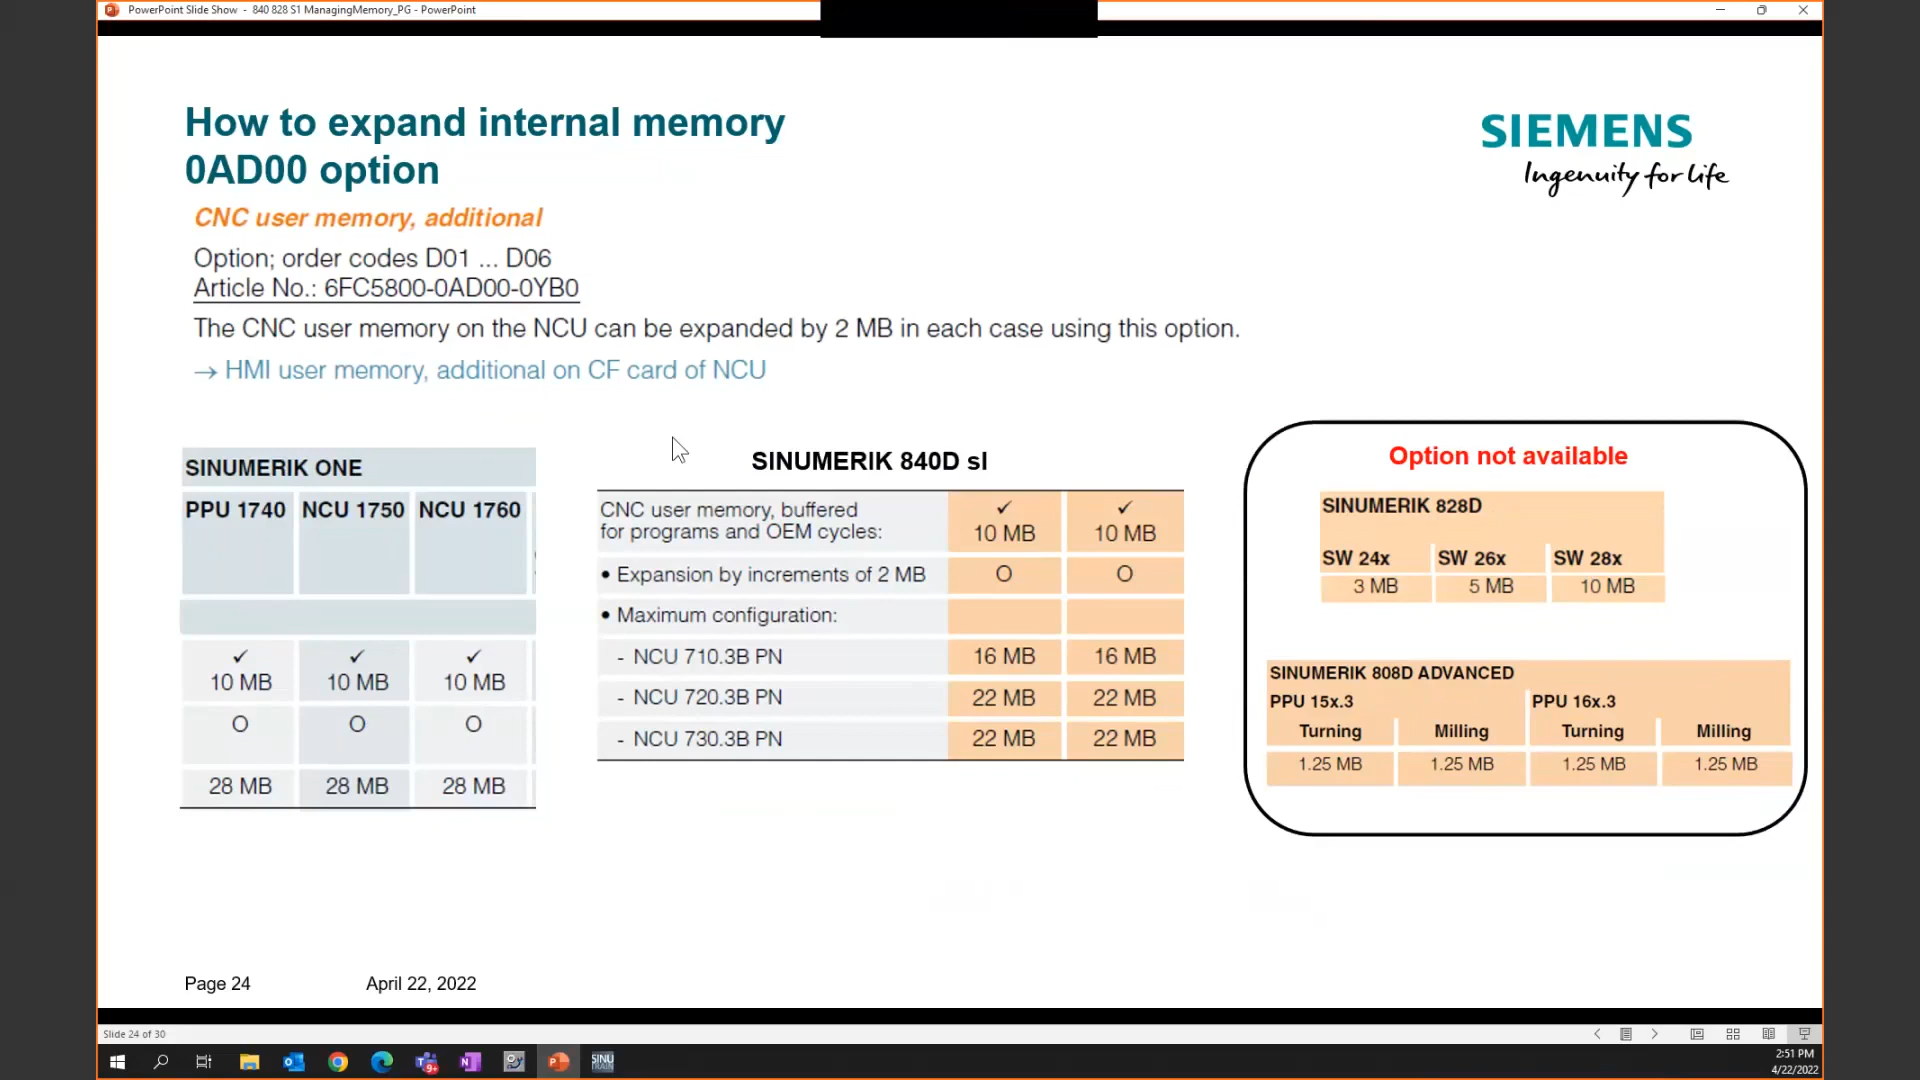 PowerPoint Slide Show - 840 828 S1 ManagingMemory_PG - PowerPoint
How to expand internal memory
0AD00 option
SIEMENS
Ingenuity for life
CNC user memory, additional
Option; order codes D01 ... D06
Article No.: 6FC5800-0AD00-0YB0
The CNC user memory on the NCU can be expanded by 2 MB in each case using this option.
→ HMI user memory, additional on CF card of NCU
SINUMERIK ONE
PPU 1740 NCU 1750 NCU 1760
✓ ✓ ✓
10 MB 10 MB 10 MB
O O O
28 MB 28 MB 28 MB
SINUMERIK 840D sl
CNC user memory, buffered ✓ ✓
for programs and OEM cycles: 10 MB 10 MB
• Expansion by increments of 2 MB O O
• Maximum configuration:
- NCU 710.3B PN 16 MB 16 MB
- NCU 720.3B PN 22 MB 22 MB
- NCU 730.3B PN 22 MB 22 MB
Option not available
SINUMERIK 828D
SW 24x SW 26x SW 28x
3 MB 5 MB 10 MB
SINUMERIK 808D ADVANCED
PPU 15x.3 PPU 16x.3
Turning Milling Turning Milling
1.25 MB 1.25 MB 1.25 MB 1.25 MB
Page 24 April 22, 2022
Slide 24 of 30
SINU
TRAIN
2:51 PM
4/22/2022